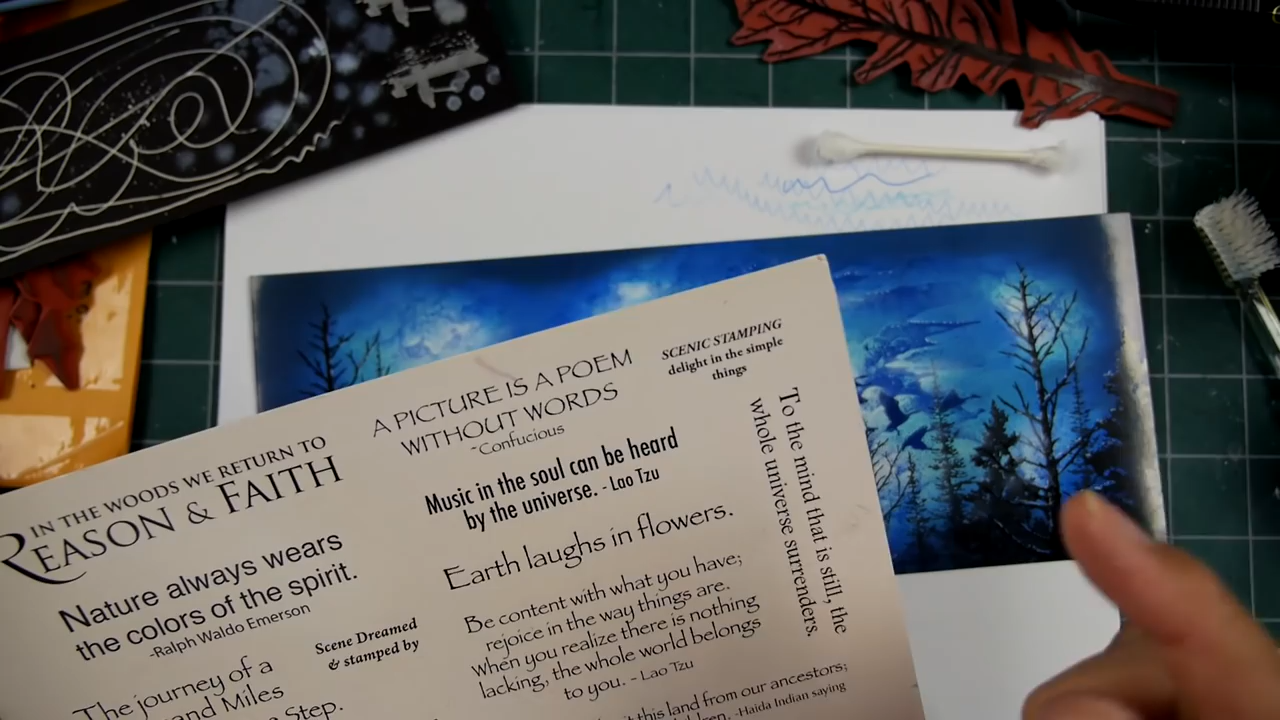 IN THE WOODS WE RETURN TO
REASON & FAITH
Nature always wears
the colors of the spirit.
-Ralph Waldo Emerson
The journey of a
and Miles
Step.
Scene Dreamed
& stamped by
A PICTURE IS A POEM
WITHOUT WORDS
-Confucious
Music in the soul can be heard
by the universe. - Lao Tzu
Earth laughs in flowers.
Be content with what you have;
rejoice in the way things are.
When you realize there is nothing
lacking, the whole world belongs
to you. - Lao Tzu
this land from our ancestors;
-Haida Indian saying
SCENIC STAMPING
delight in the simple
things
To the mind that is still, the
whole universe surrenders.